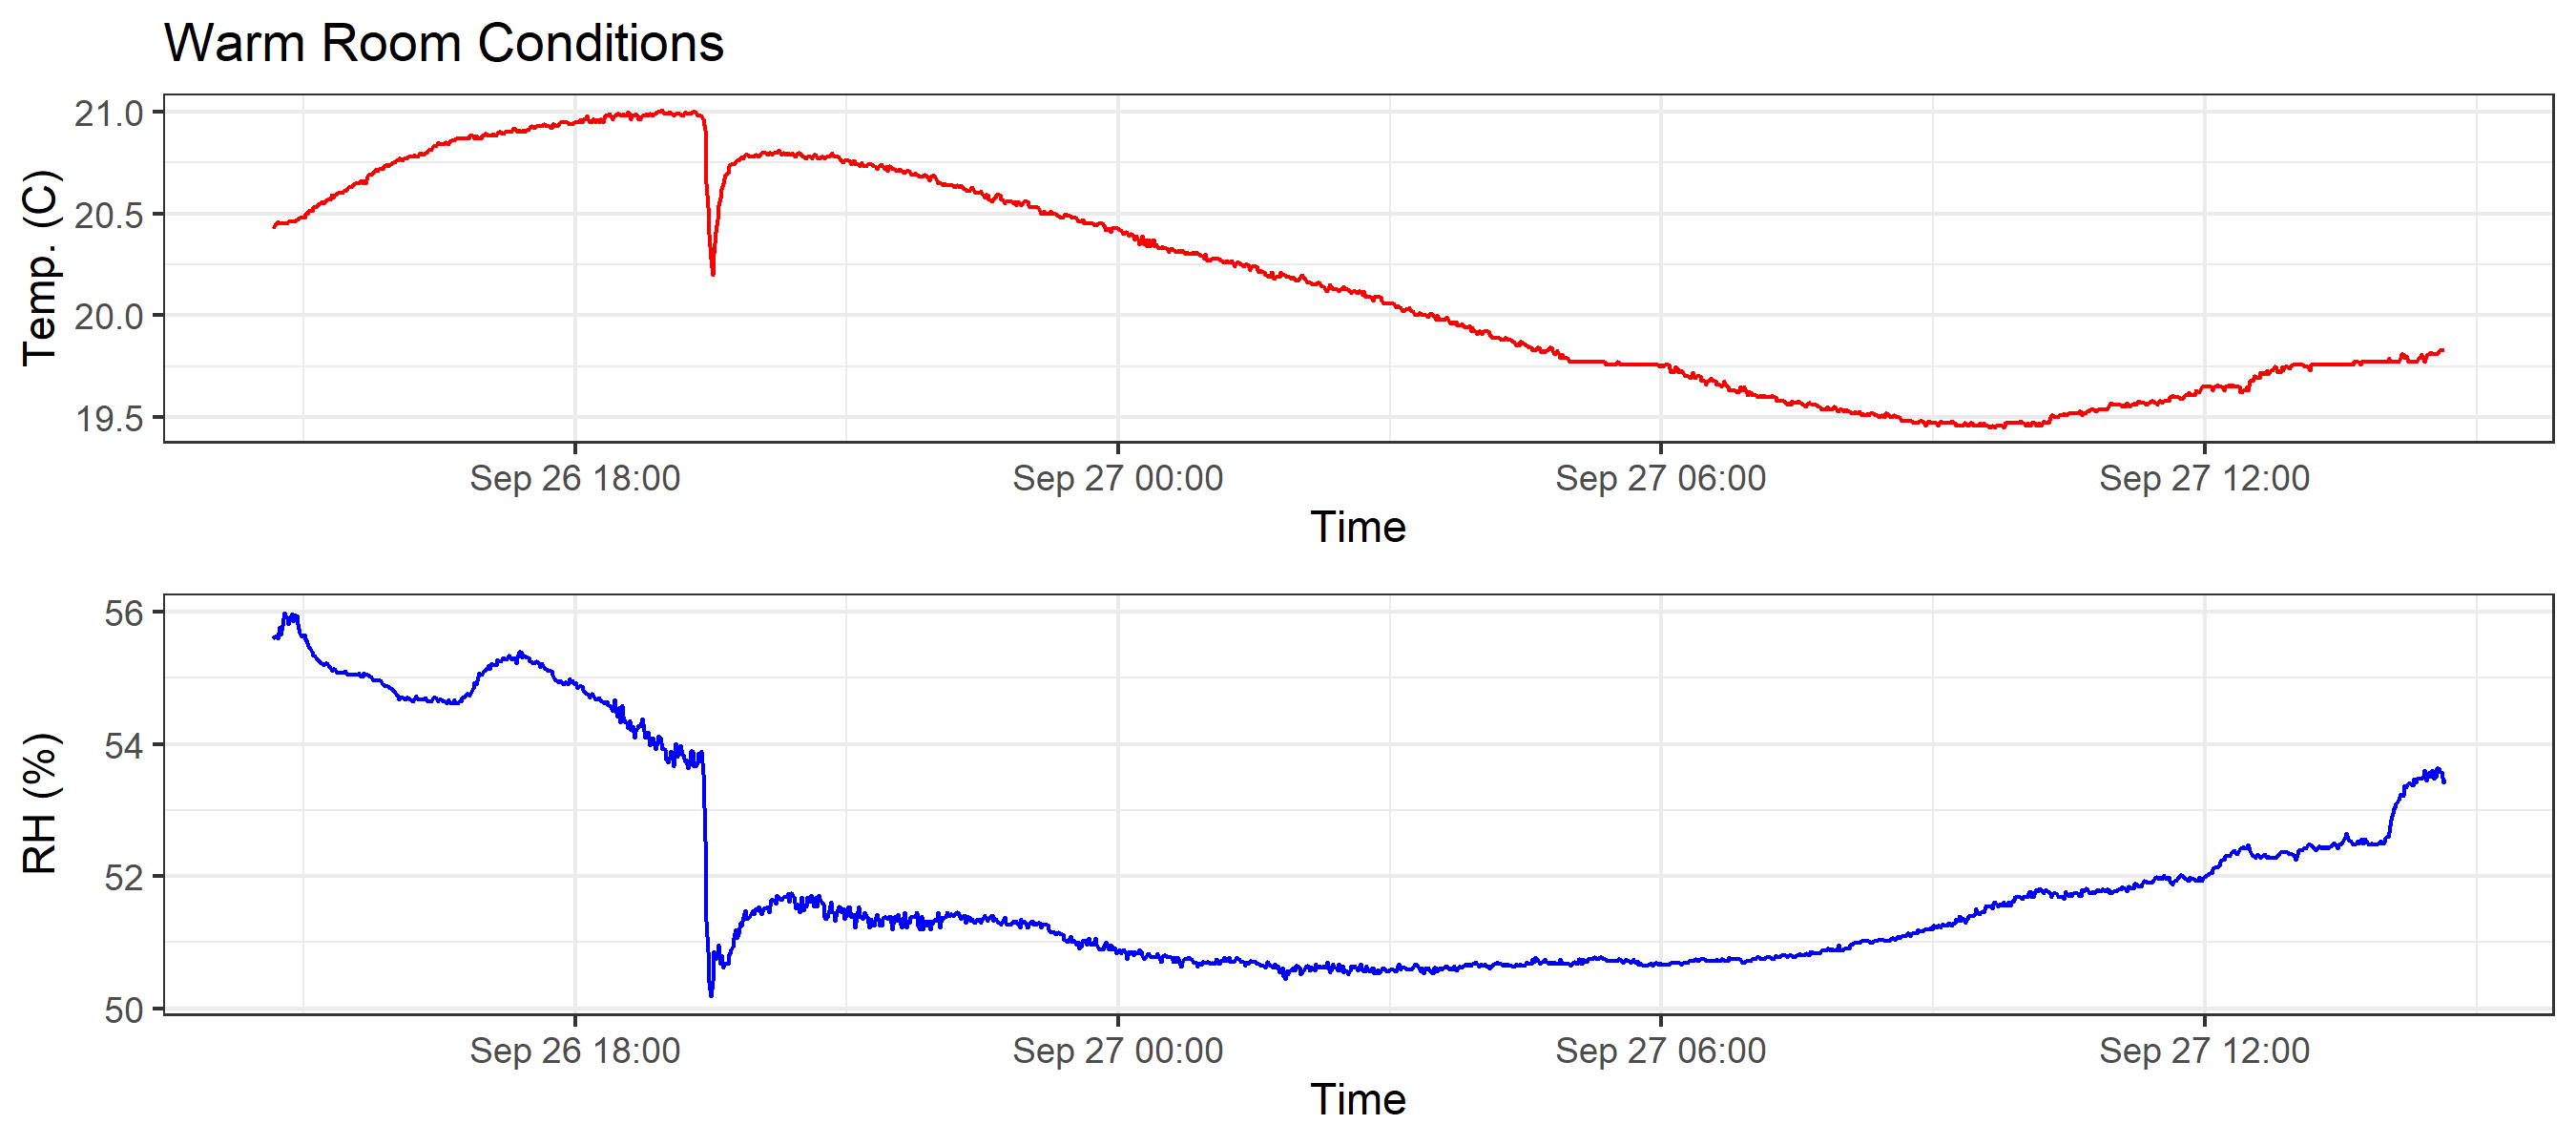 Warm Room Conditions
21.0
20.5
20.0
19.5
Temp. (C)
Sep 26 18:00 Sep 27 00:00 Sep 27 06:00 Sep 27 12:00
Time
56
54
52
50
RH (%)
Sep 26 18:00 Sep 27 00:00 Sep 27 06:00 Sep 27 12:00
Time